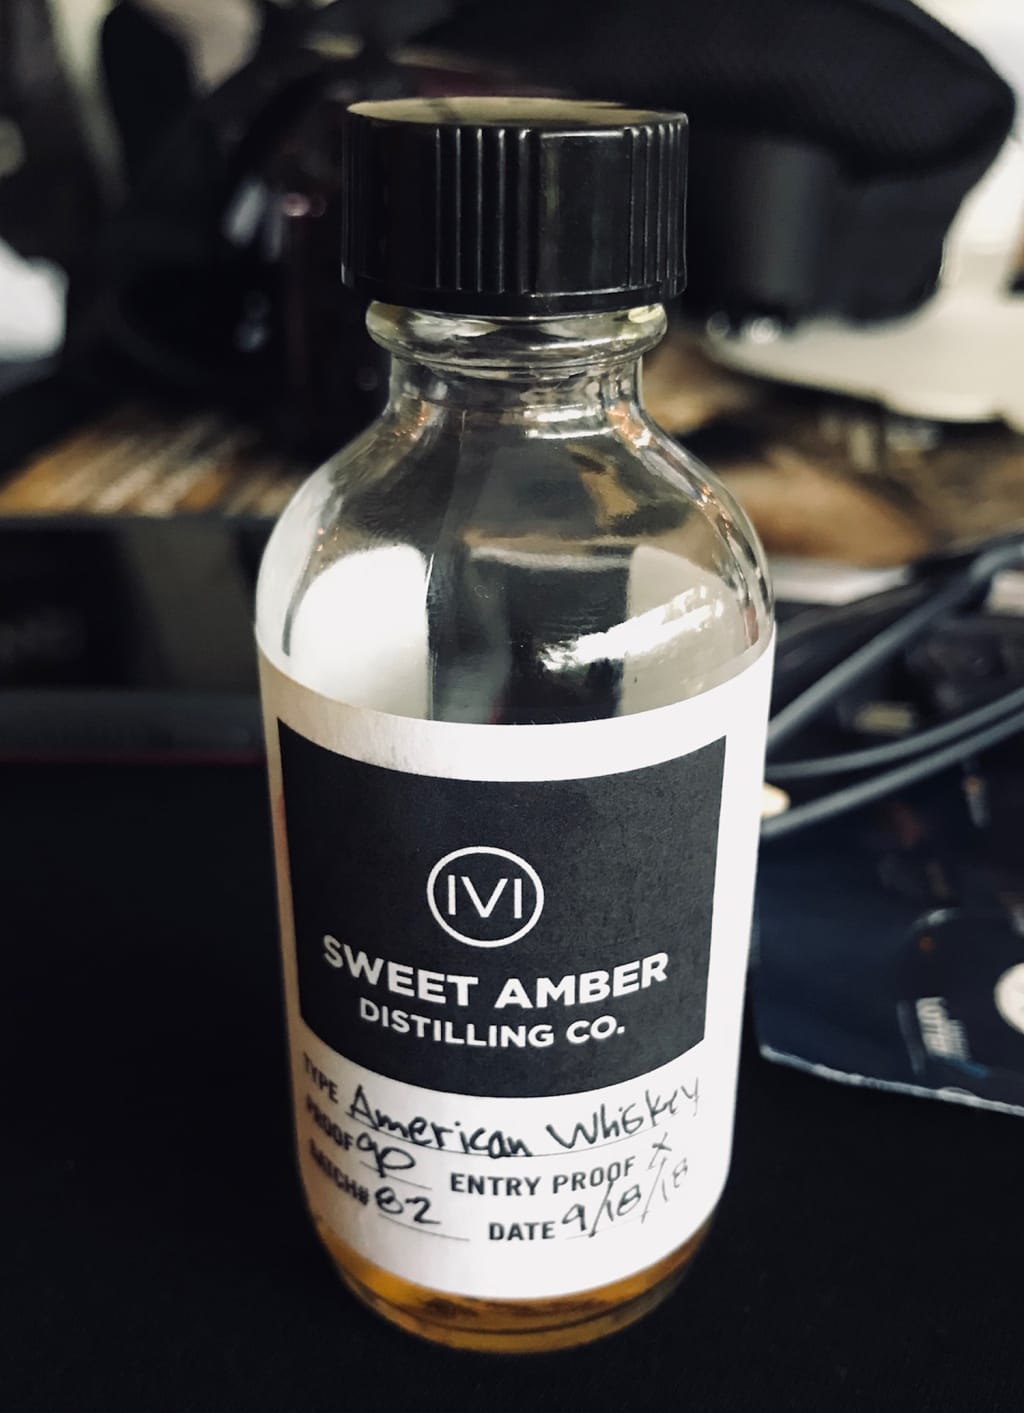 IVI
SWEET AMBER
DISTILLING CO.
TYPE American Whiskey
PROOF 90 ENTRY PROOF X
BATCH# 82 DATE 9/18/18